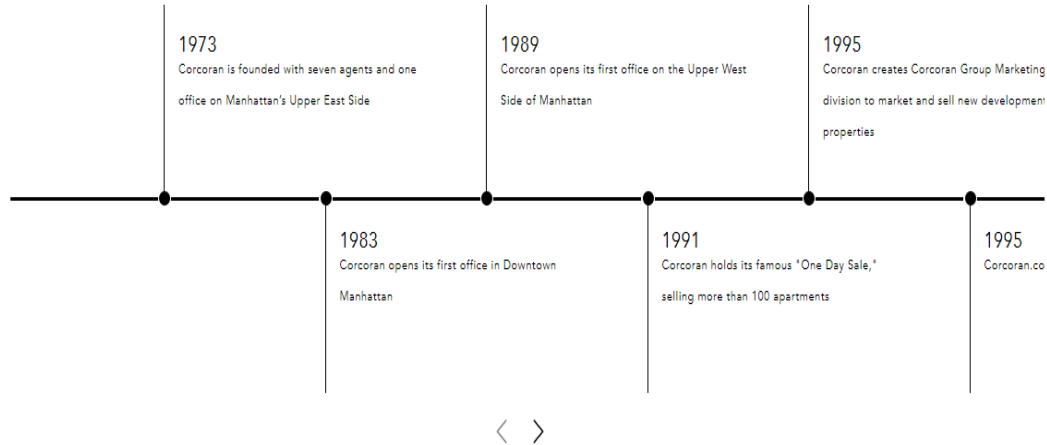 1973
Corcoran is founded with seven agents and one
office on Manhattan's Upper East Side
1989
Corcoran opens its first office on the Upper West
Side of Manhattan
1995
Corcoran creates Corcoran Group Marketing
division to market and sell new development
properties
1983
Corcoran opens its first office in Downtown
Manhattan
1991
Corcoran holds its famous "One Day Sale,"
selling more than 100 apartments
1995
Corcoran.co